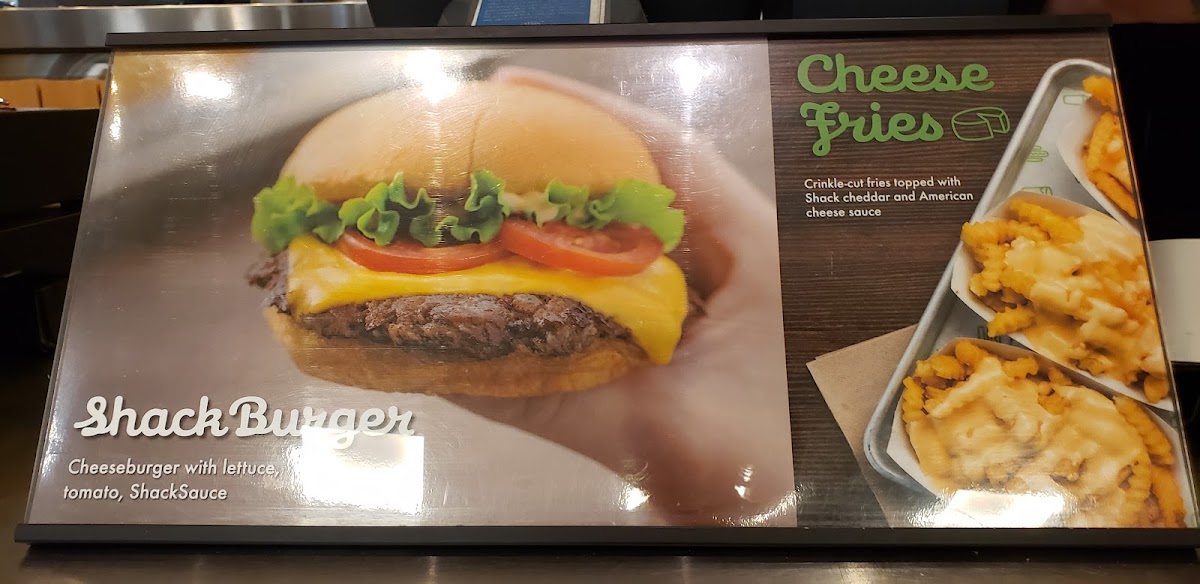 ShackBurger
Cheeseburger with lettuce,
tomato, ShackSauce
Cheese
Fries
Crinkle-cut fries topped with
Shack cheddar and American
cheese sauce